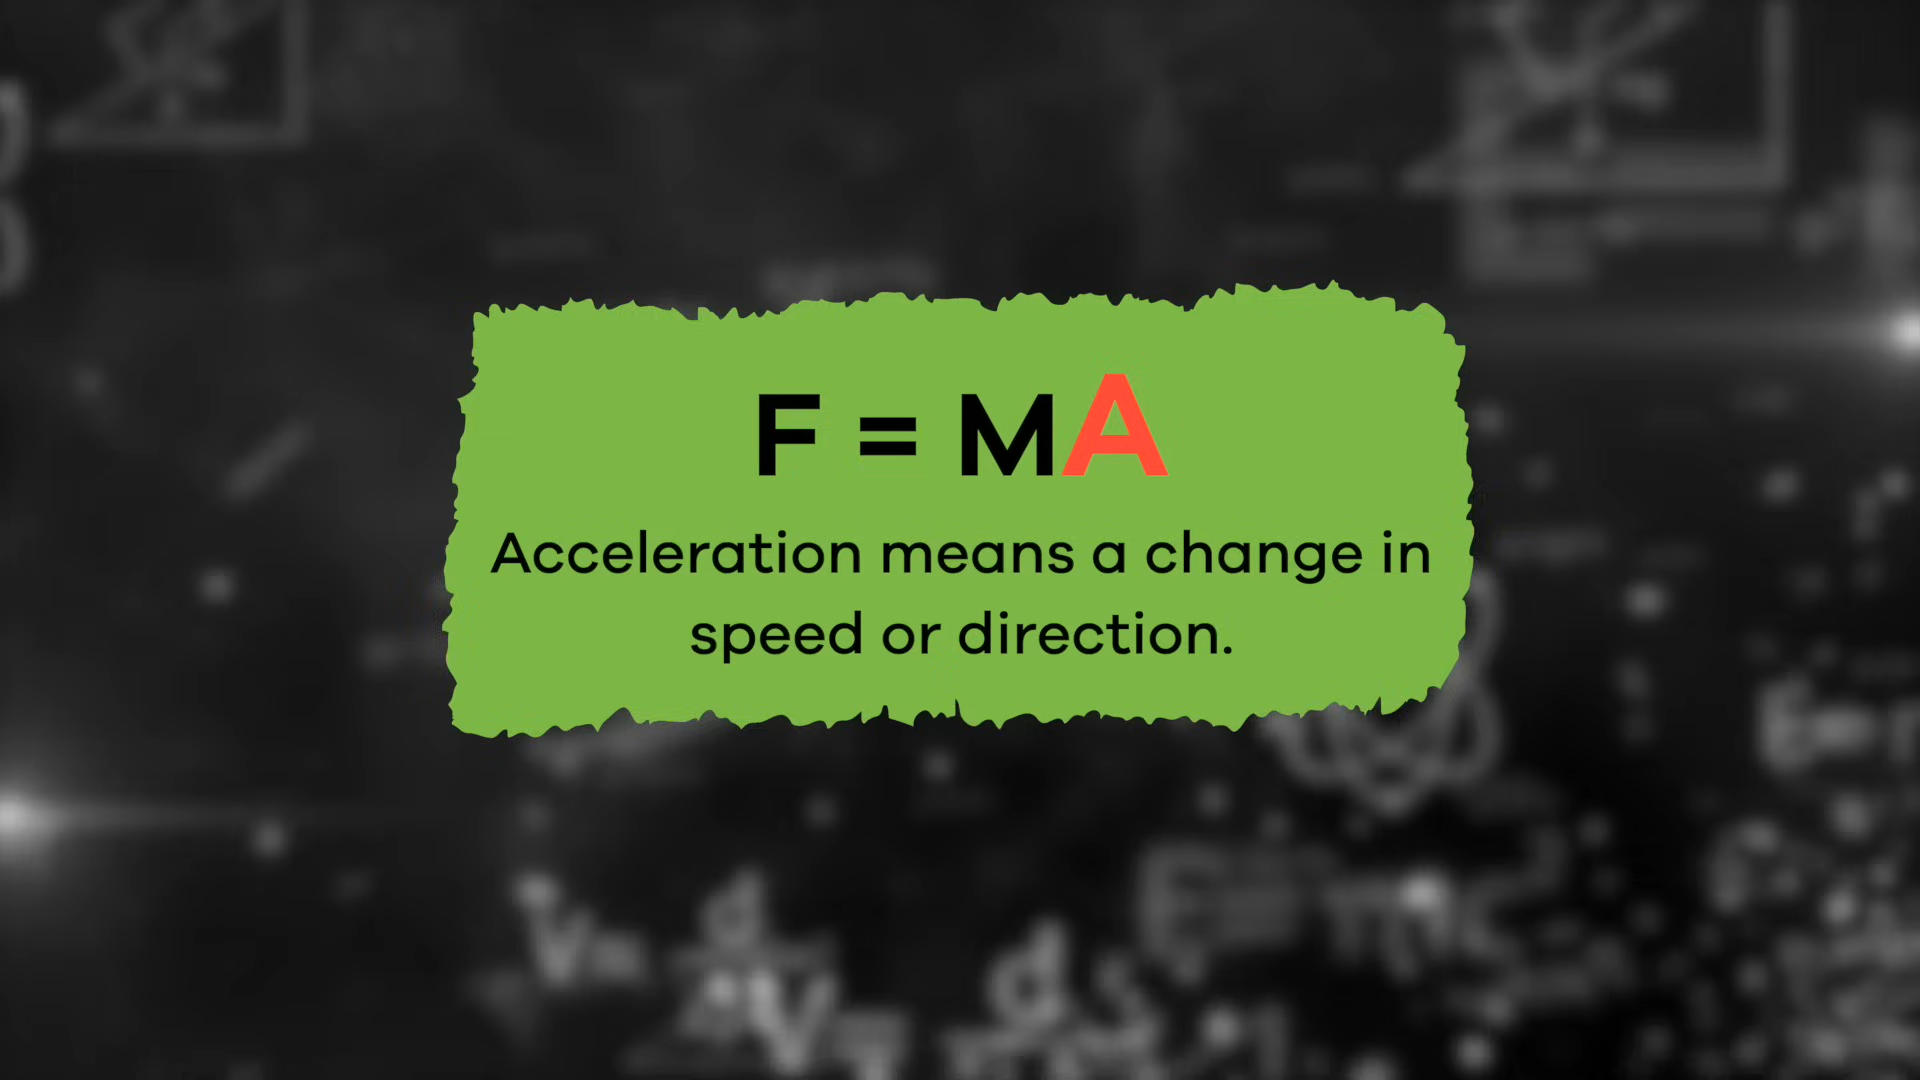 F = MA
Acceleration means a change in
speed or direction.